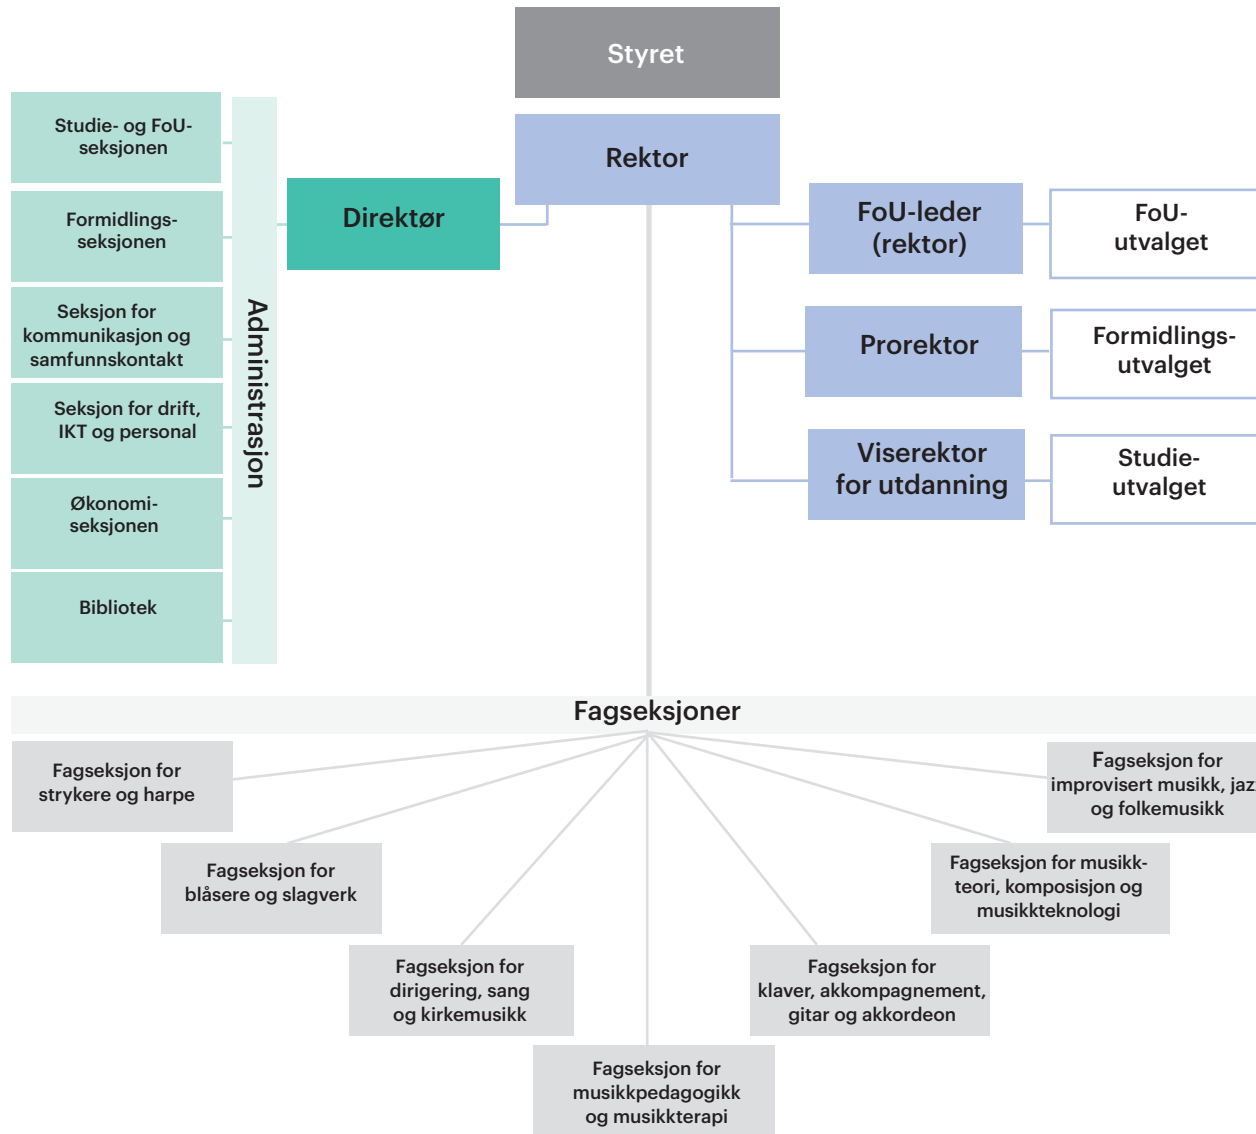 Styret
Rektor
Studie- og FoU-
seksjonen
Formidlings-
seksjonen
Seksjon for
kommunikasjon og
samfunnskontakt
Seksjon for drift,
IKT og personal
Økonomi-
seksjonen
Bibliotek
Administrasjon
Direktør
FoU-leder
(rektor)
FoU-
utvalget
Prorektor
Formidlings-
utvalget
Viserektor
for utdanning
Studie-
utvalget
Fagseksjoner
Fagseksjon for
strykere og harpe
Fagseksjon for
blåsere og slagverk
Fagseksjon for
dirigering, sang
og kirkemusikk
Fagseksjon for
musikkpedagogikk
og musikkterapi
Fagseksjon for
klaver, akkompagnement,
gitar og akkordeon
Fagseksjon for musikk-
teori, komposisjon og
musikkteknologi
Fagseksjon for
improvisert musikk, jazz
og folkemusikk